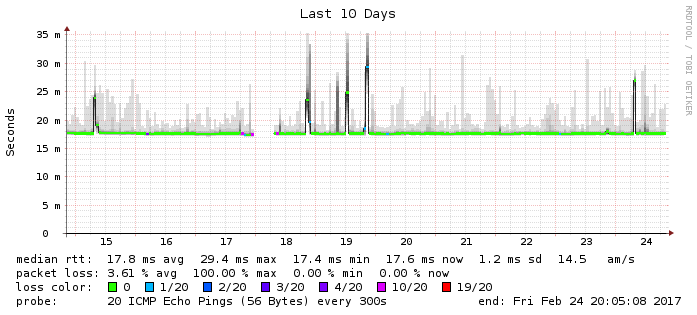 Last 10 Days
RRDTOOL / TOBI OETIKER
Seconds
35 m
30 m
25 m
20 m
15 m
10 m
5 m
0
15 16 17 18 19 20 21 22 23 24
median rtt: 17.8 ms avg 29.4 ms max 17.4 ms min 17.6 ms now 1.2 ms sd 14.5 am/s
packet loss: 3.61 % avg 100.00 % max 0.00 % min 0.00 % now
loss color: 0 1/20 2/20 3/20 4/20 10/20 19/20
probe: 20 ICMP Echo Pings (56 Bytes) every 300s end: Fri Feb 24 20:05:08 2017